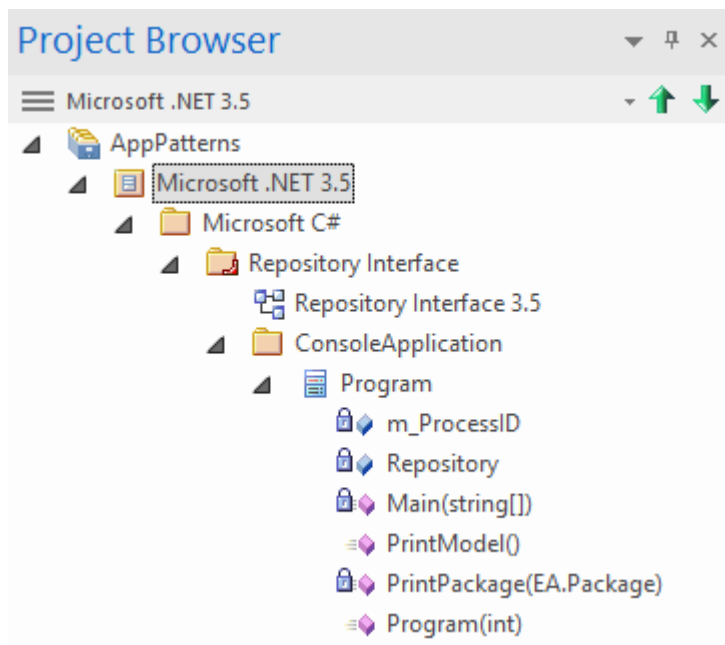 Project Browser
Microsoft .NET 3.5
AppPatterns
Microsoft .NET 3.5
Microsoft C#
Repository Interface
Repository Interface 3.5
ConsoleApplication
Program
m_ProcessID
Repository
Main(string[])
PrintModel()
PrintPackage(EA.Package)
Program(int)